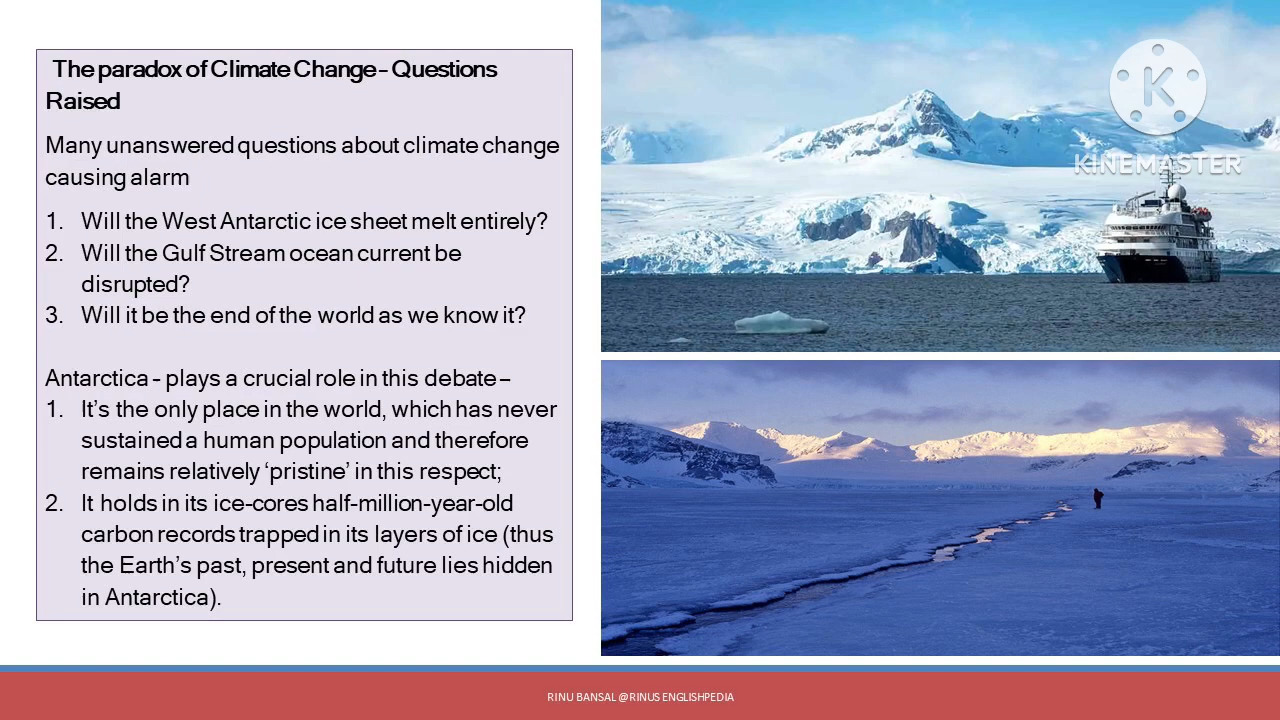 The paradox of Climate Change – Questions
Raised
Many unanswered questions about climate change
causing alarm
1. Will the West Antarctic ice sheet melt entirely?
2. Will the Gulf Stream ocean current be
disrupted?
3. Will it be the end of the world as we know it?
Antarctica - plays a crucial role in this debate –
1. It’s the only place in the world, which has never
sustained a human population and therefore
remains relatively ‘pristine’ in this respect;
2. It holds in its ice-cores half-million-year-old
carbon records trapped in its layers of ice (thus
the Earth’s past, present and future lies hidden
in Antarctica).
K
KINEMASTER
RINU BANSAL @RINUS ENGLISHPEDIA